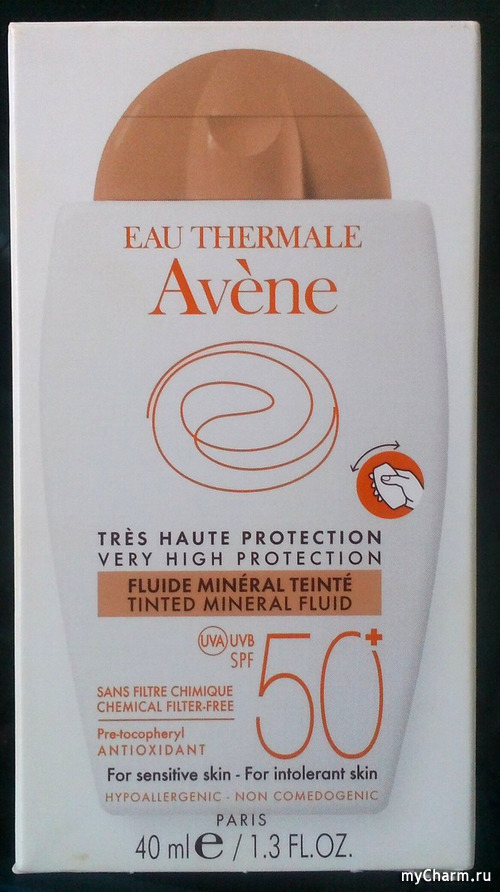 EAU THERMALE
Avène
TRÈS HAUTE PROTECTION
VERY HIGH PROTECTION
FLUIDE MINÉRAL TEINTÉ
TINTED MINERAL FLUID
UVA UVB
SPF
50+
SANS FILTRE CHIMIQUE
CHEMICAL FILTER-FREE
Pre-tocopheryl
ANTIOXIDANT
For sensitive skin - For intolerant skin
HYPOALLERGENIC - NON COMEDOGENIC
PARIS
40 ml e / 1.3 FL.OZ.
myCharm.ru